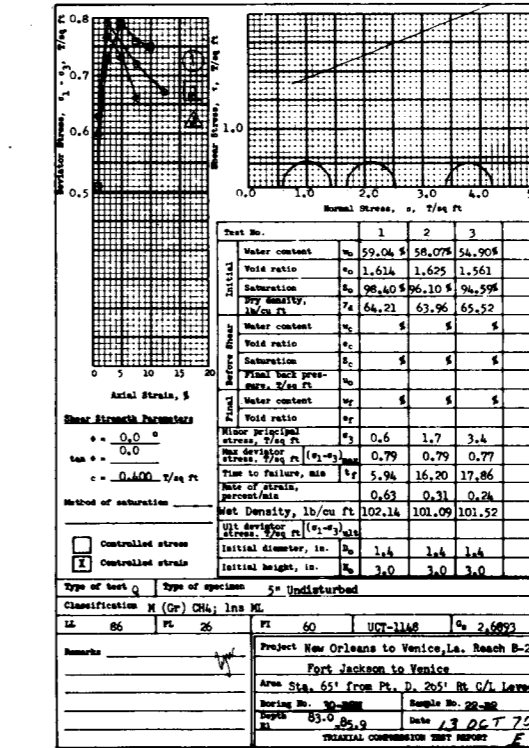 Deviator Stress, σ1 - σ3, T/sq ft
0.8
0.7
0.6
0.5
0 5 10 15 20
Axial Strain, %
Shear Stress, τ, T/sq ft
1.0
0.0 1.0 2.0 3.0 4.0
Normal Stress, σ, T/sq ft
Shear Strength Parameters
φ = 0.0 °
tan φ = 0.0
c = 0.400 T/sq ft
Method of saturation
Controlled stress
X Controlled strain
Test No. 1 2 3
Initial
Water content w0 59.04 % 58.07% 54.90%
Void ratio e0 1.614 1.625 1.561
Saturation S0 98.40 % 96.10 % 94.59%
Dry density, lb/cu ft γd 64.21 63.96 65.52
Before Shear
Water content wc % % %
Void ratio ec
Saturation Sc % % %
Final back pressure, T/sq ft u0
Final
Water content wf % % %
Void ratio ef
Minor principal stress, T/sq ft σ3 0.6 1.7 3.4
Max deviator stress, T/sq ft (σ1-σ3)max 0.79 0.79 0.77
Time to failure, min tf 5.94 16.20 17.86
Rate of strain, percent/min 0.63 0.31 0.24
Wet Density, lb/cu ft 102.14 101.09 101.52
Ult deviator stress, T/sq ft (σ1-σ3)ult
Initial diameter, in. D0 1.4 1.4 1.4
Initial height, in. H0 3.0 3.0 3.0
Type of test Q Type of specimen 5" Undisturbed
Classification M (Gr) CH4; lns ML
LL 86 PL 26 PI 60 UCT-1148 Gs 2.6893
Remarks
Project New Orleans to Venice, La. Reach B-2
Fort Jackson to Venice
Area Sta. 65' from Pt. D. 265' Rt C/L Levee
Boring No. Sample No. 22-
Depth El 83.0 85.9 Date 13 OCT
TRIAXIAL COMPRESSION TEST REPORT